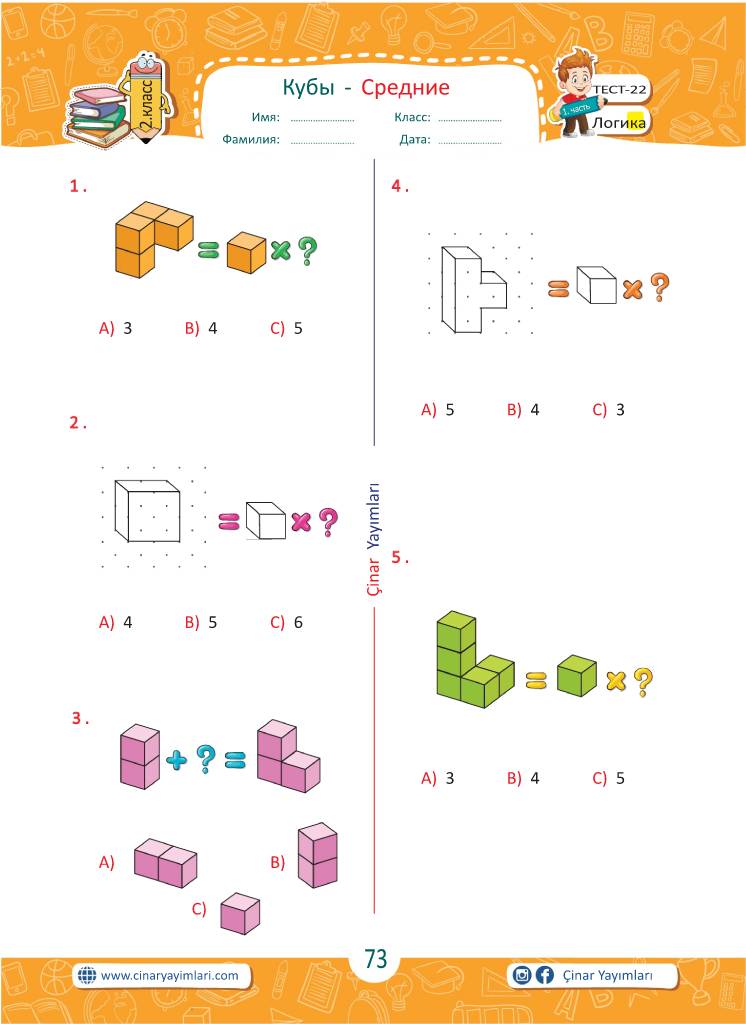 2.класс
Кубы - Средние
Имя: ........................
Класс: ........................
Фамилия: ........................
Дата: ........................
ТЕСТ-22
1. часть
Логика
1.
= × ?
A) 3 B) 4 C) 5
2.
= × ?
A) 4 B) 5 C) 6
3.
+ ? =
A)
B)
C)
Çinar Yayımları
4.
= × ?
A) 5 B) 4 C) 3
5.
= × ?
A) 3 B) 4 C) 5
www.cinaryayimlari.com
73
Çinar Yayımları